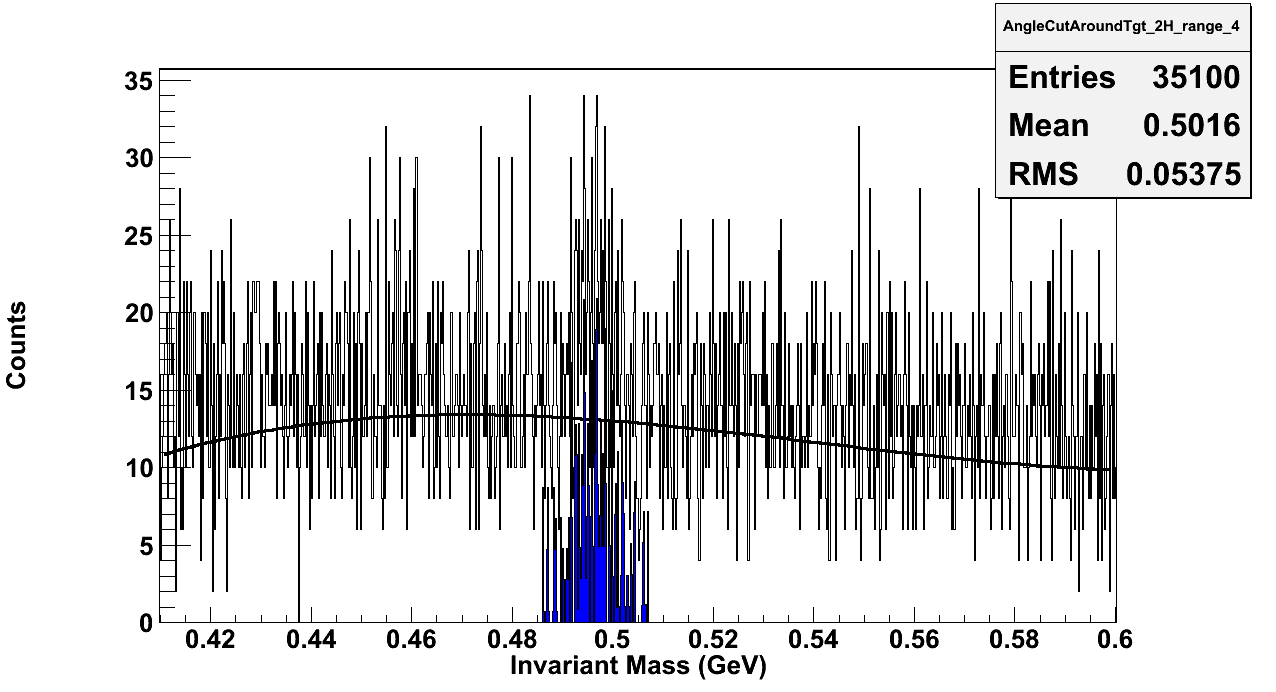 AngleCutAroundTgt_2H_range_4
Entries 35100
Mean 0.5016
RMS 0.05375
Counts
35
30
25
20
15
10
5
0
0.42 0.44 0.46 0.48 0.5 0.52 0.54 0.56 0.58 0.6
Invariant Mass (GeV)